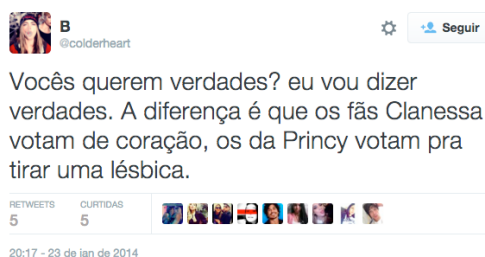 B
@colderheart
Seguir
Vocês querem verdades? eu vou dizer
verdades. A diferença é que os fãs Clanessa
votam de coração, os da Princy votam pra
tirar uma lésbica.
RETWEETS
CURTIDAS
5
5
20:17 - 23 de jan de 2014